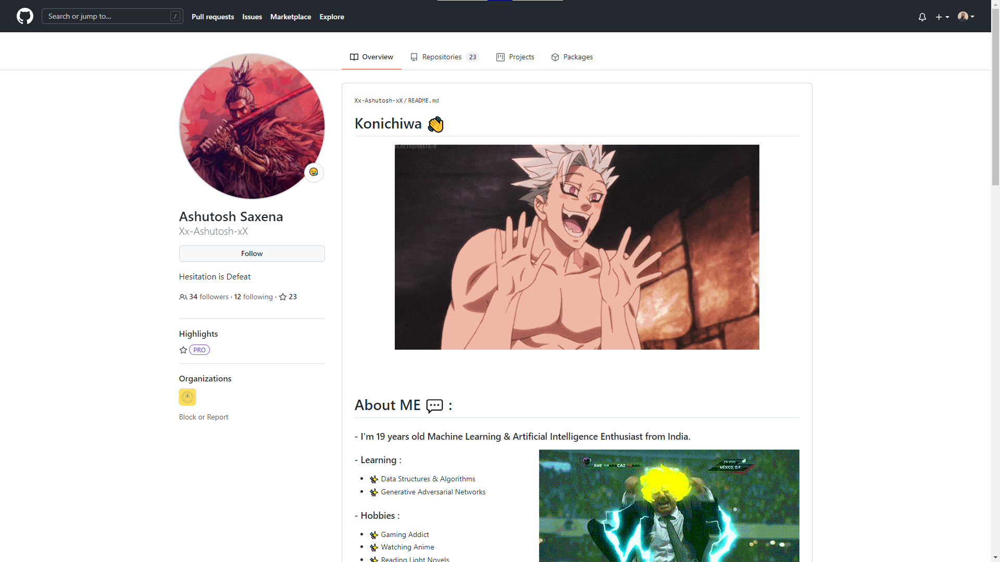 Search or jump to...
/
Pull requests
Issues
Marketplace
Explore
Overview
Repositories 23
Projects
Packages
Ashutosh Saxena
Xx-Ashutosh-xX
Follow
Hesitation is Defeat
34 followers · 12 following · 23
Highlights
PRO
Organizations
Block or Report
Xx-Ashutosh-xX / README.md
Konichiwa
About ME :
- I'm 19 years old Machine Learning & Artificial Intelligence Enthusiast from India.
- Learning :
Data Structures & Algorithms
Generative Adversarial Networks
- Hobbies :
Gaming Addict
Watching Anime
Reading Light Novels
AME
CAZ
EN VIVO
MÉXICO, D.F.